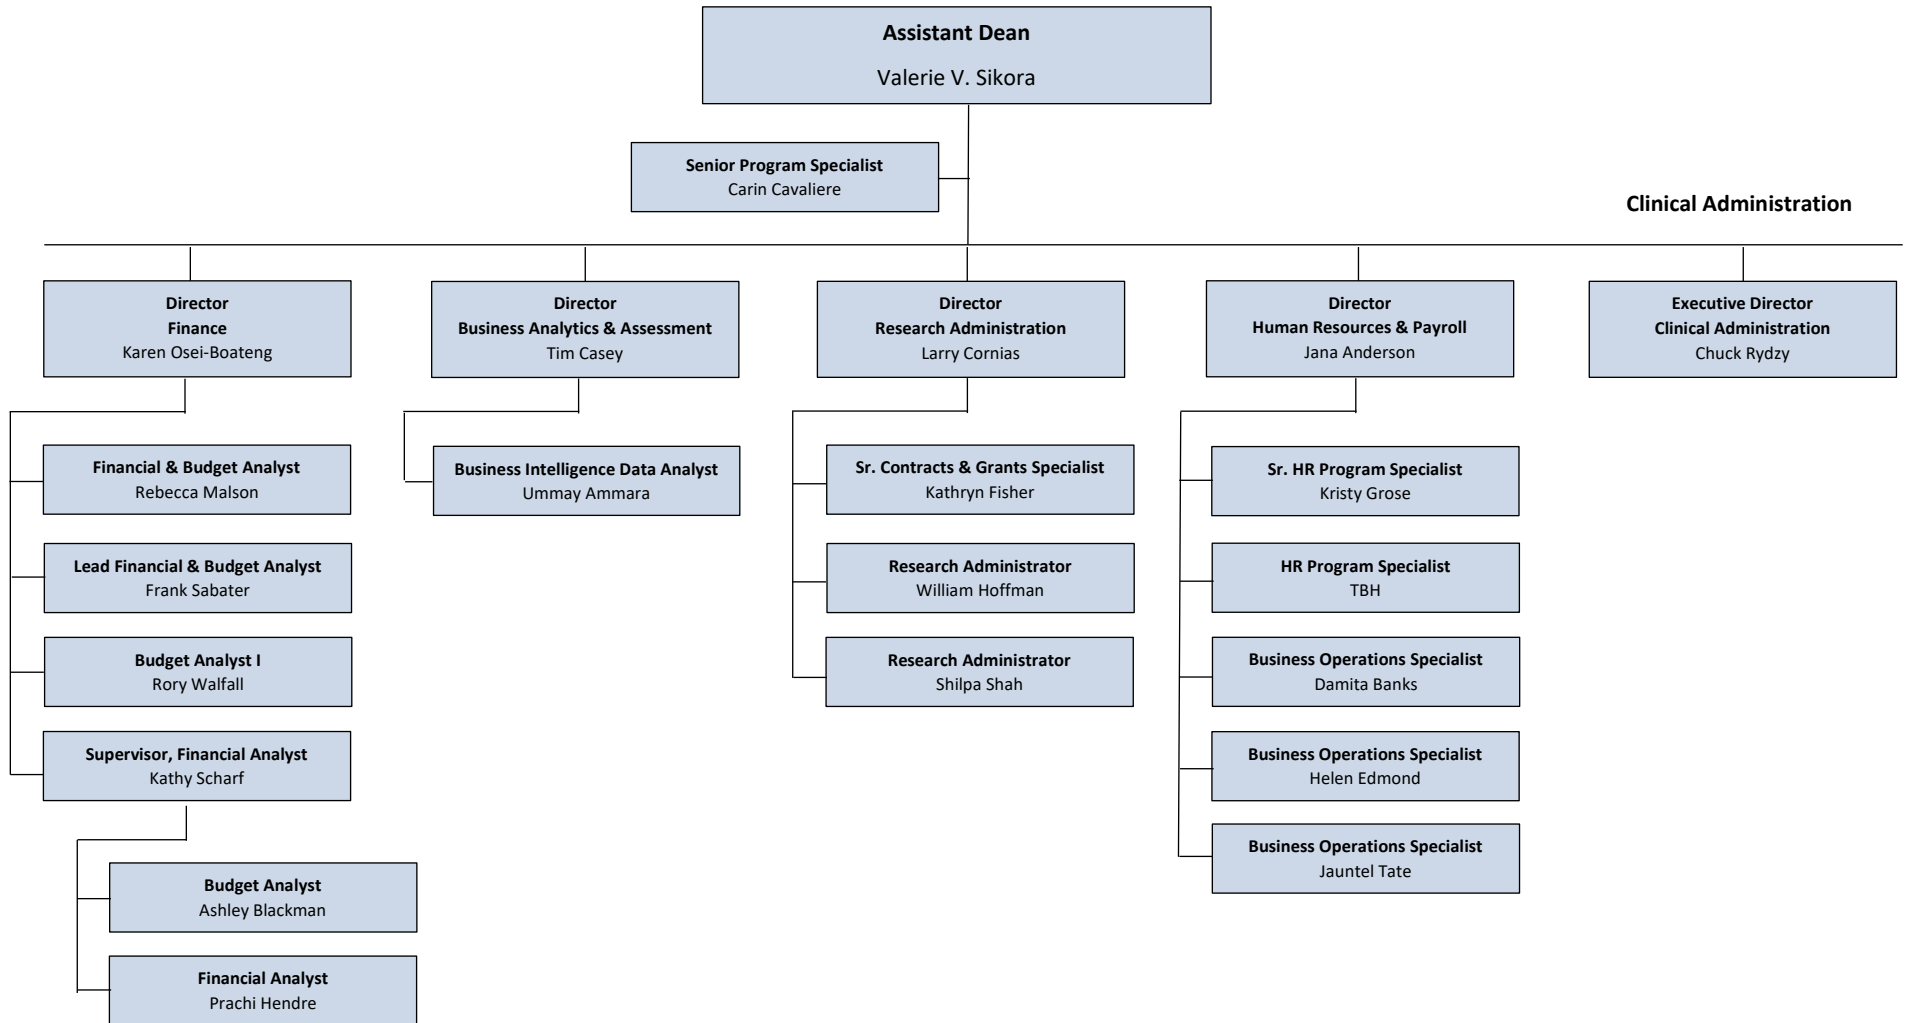 Assistant Dean
Valerie V. Sikora
Senior Program Specialist
Carin Cavaliere
Clinical Administration
Director
Finance
Karen Osei-Boateng
Director
Business Analytics & Assessment
Tim Casey
Director
Research Administration
Larry Cornias
Director
Human Resources & Payroll
Jana Anderson
Executive Director
Clinical Administration
Chuck Rydzy
Financial & Budget Analyst
Rebecca Malson
Lead Financial & Budget Analyst
Frank Sabater
Budget Analyst I
Rory Walfall
Supervisor, Financial Analyst
Kathy Scharf
Budget Analyst
Ashley Blackman
Financial Analyst
Prachi Hendre
Business Intelligence Data Analyst
Ummay Ammara
Sr. Contracts & Grants Specialist
Kathryn Fisher
Research Administrator
William Hoffman
Research Administrator
Shilpa Shah
Sr. HR Program Specialist
Kristy Grose
HR Program Specialist
TBH
Business Operations Specialist
Damita Banks
Business Operations Specialist
Helen Edmond
Business Operations Specialist
Jauntel Tate